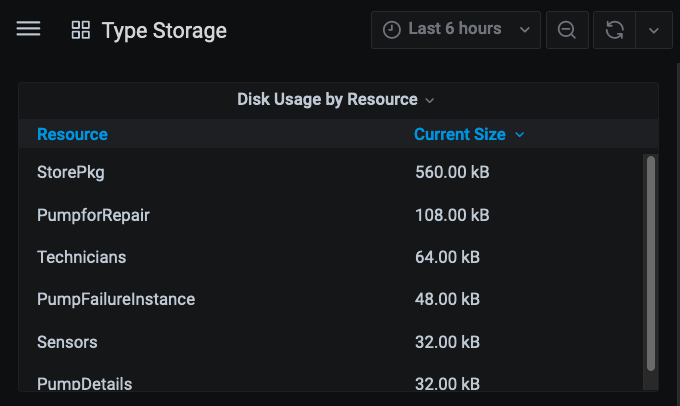 Type Storage
Last 6 hours
Disk Usage by Resource
Resource Current Size
StorePkg 560.00 kB
PumpforRepair 108.00 kB
Technicians 64.00 kB
PumpFailureInstance 48.00 kB
Sensors 32.00 kB
PumpDetails 32.00 kB